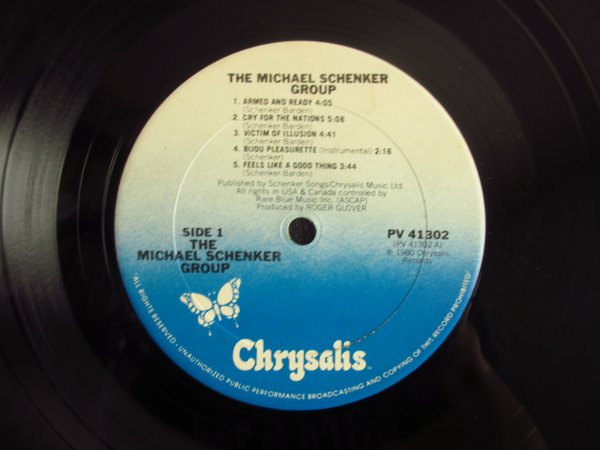 THE MICHAEL SCHENKER
GROUP
1. ARMED AND READY 4:05
(Schenker Barden)
2. CRY FOR THE NATIONS 5:08
(Schenker Barden)
3. VICTIM OF ILLUSION 4:41
(Schenker Barden)
4. BIJOU PLEASURETTE (Instrumental) 2:16
(Schenker)
5. FEELS LIKE A GOOD THING 3:44
(Schenker Barden)
Published by Schenker Songs/Chrysalis Music Ltd.
All rights in USA & Canada controlled by
Rare Blue Music Inc. (ASCAP)
Produced by ROGER GLOVER
SIDE 1
THE
MICHAEL SCHENKER
GROUP
PV 41302
(PV 41302 A)
℗ 1980 Chrysalis
Records
Chrysalis™
"ALL RIGHTS RESERVED • UNAUTHORIZED PUBLIC PERFORMANCE BROADCASTING AND COPYING OF THIS RECORD PROHIBITED"